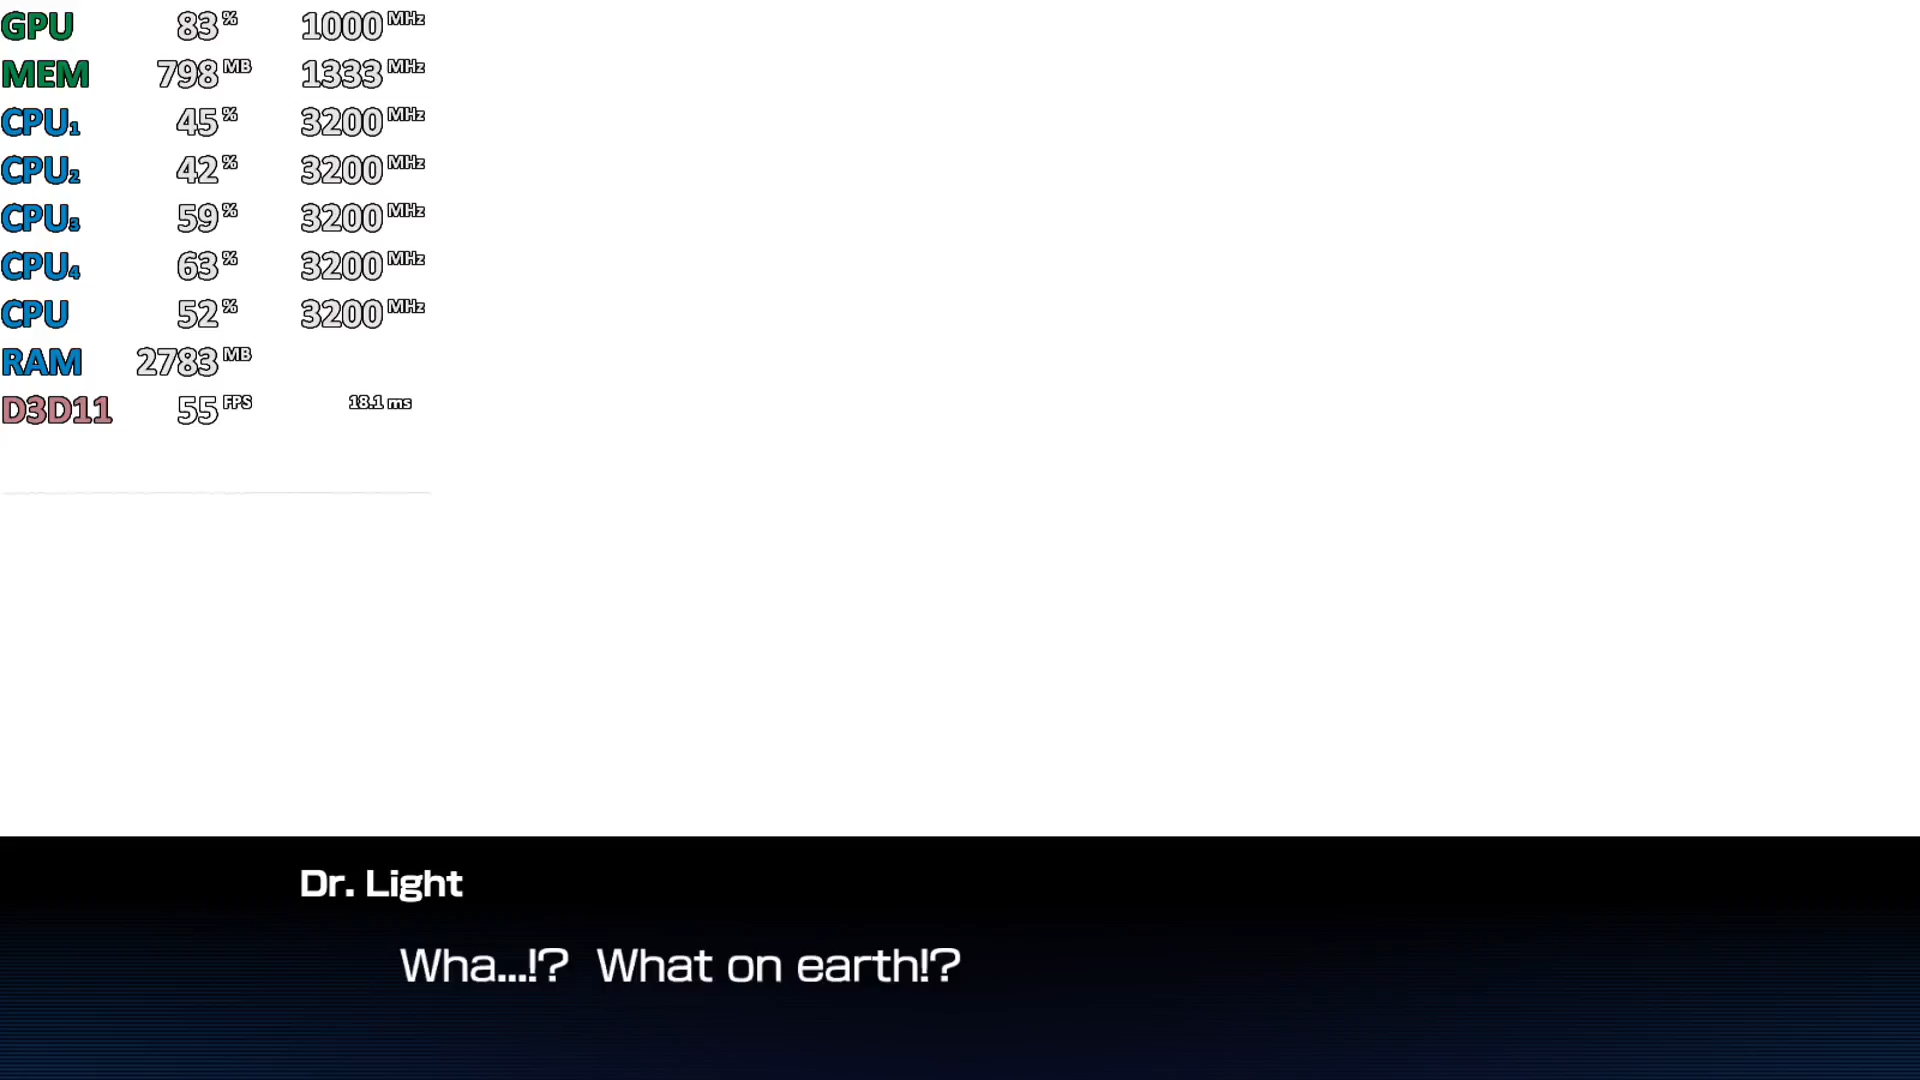 GPU 83 % 1000 MHz
MEM 798 MB 1333 MHz
CPU1 45 % 3200 MHz
CPU2 42 % 3200 MHz
CPU3 59 % 3200 MHz
CPU4 63 % 3200 MHz
CPU 52 % 3200 MHz
RAM 2783 MB
D3D11 55 FPS 18.1 ms
Dr. Light
Wha...!? What on earth!?